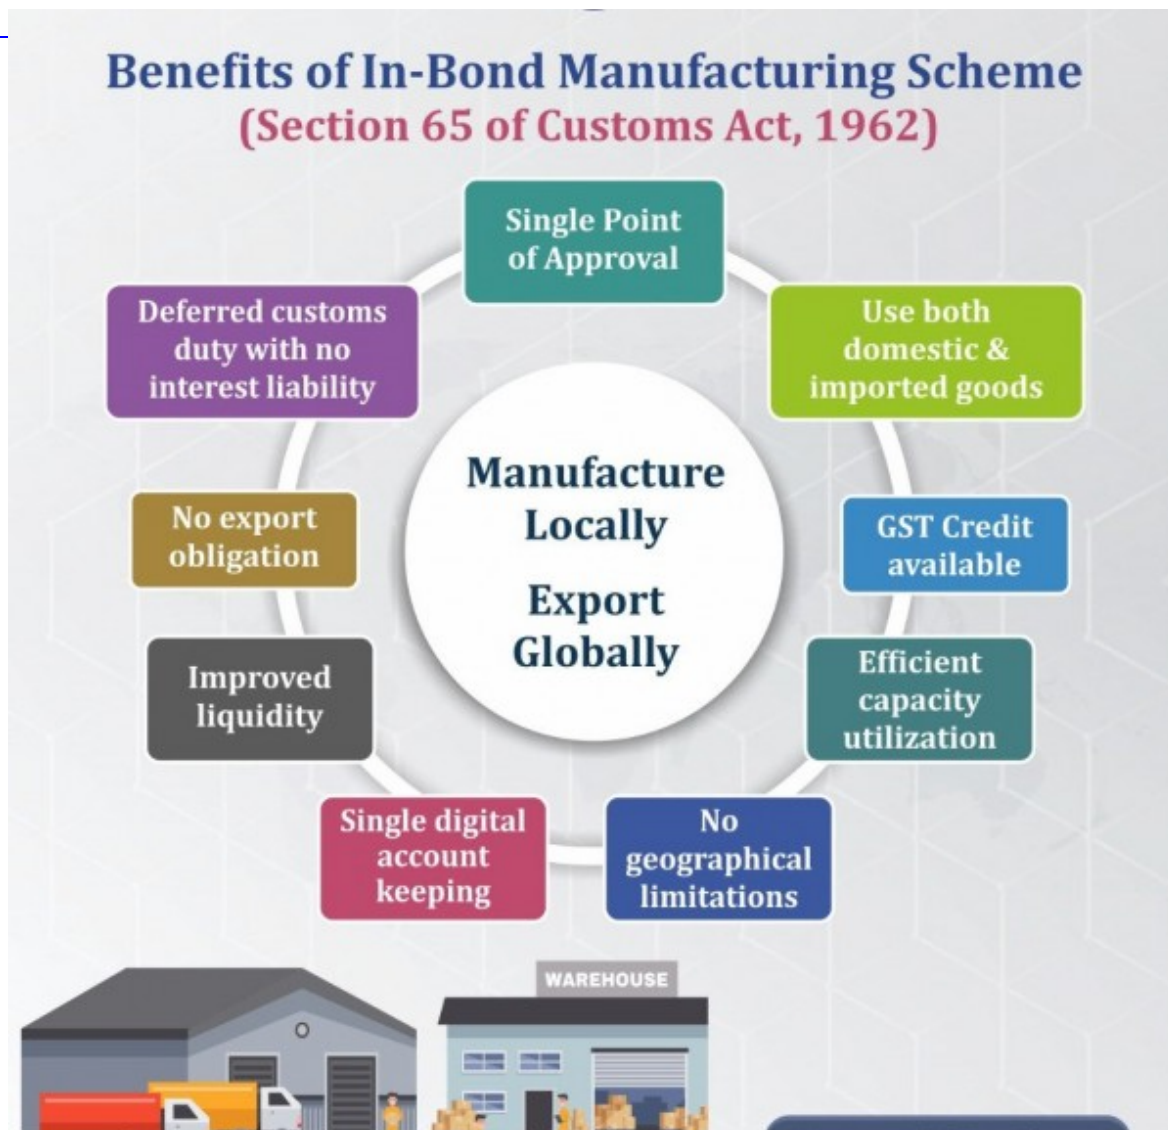 Benefits of In-Bond Manufacturing Scheme
(Section 65 of Customs Act, 1962)
Single Point
of Approval
Deferred customs
duty with no
interest liability
Use both
domestic &
imported goods
Manufacture
Locally
Export
Globally
No export
obligation
GST Credit
available
Improved
liquidity
Efficient
capacity
utilization
Single digital
account
keeping
No
geographical
limitations
WAREHOUSE